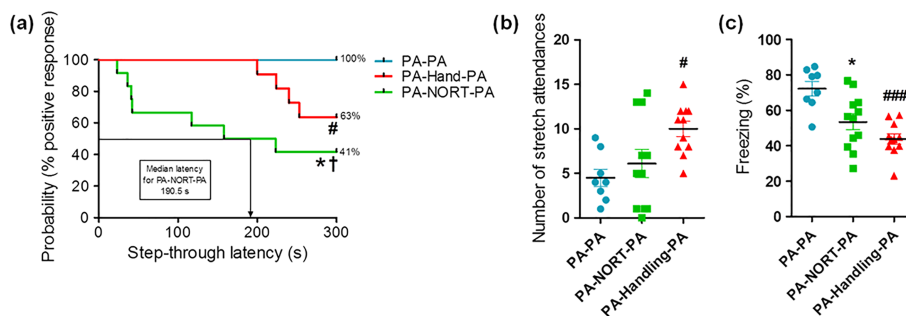 (a)
Probability (% positive response)
100
80
60
40
20
0
0
100
200
300
Step-through latency (s)
100%
63%
#
41%
*†
Median latency
for PA-NORT-PA
190.5 s
PA-PA
PA-Hand-PA
PA-NORT-PA
(b)
Number of stretch attendances
20
15
10
5
0
#
PA-PA
PA-NORT-PA
PA-Handling-PA
(c)
Freezing (%)
100
80
60
40
20
0
*
###
PA-PA
PA-NORT-PA
PA-Handling-PA